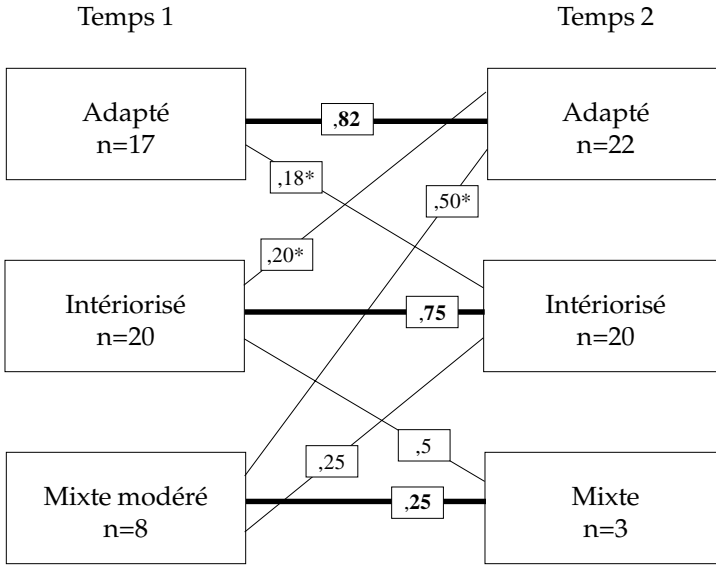 Temps 1
Temps 2
Adapté
n=17
,82
Adapté
n=22
,18*
,50*
,20*
Intériorisé
n=20
,75
Intériorisé
n=20
,25
,5
Mixte modéré
n=8
,25
Mixte
n=3